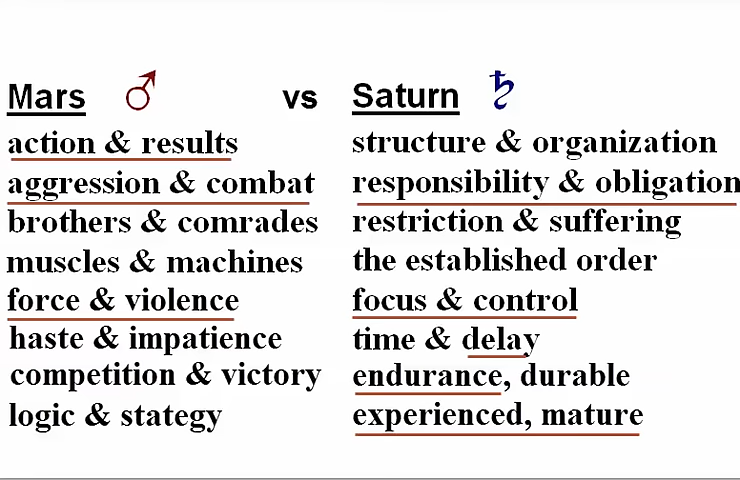 Mars ♂ vs Saturn ♄
action & results structure & organization
aggression & combat responsibility & obligation
brothers & comrades restriction & suffering
muscles & machines the established order
force & violence focus & control
haste & impatience time & delay
competition & victory endurance, durable
logic & stategy experienced, mature